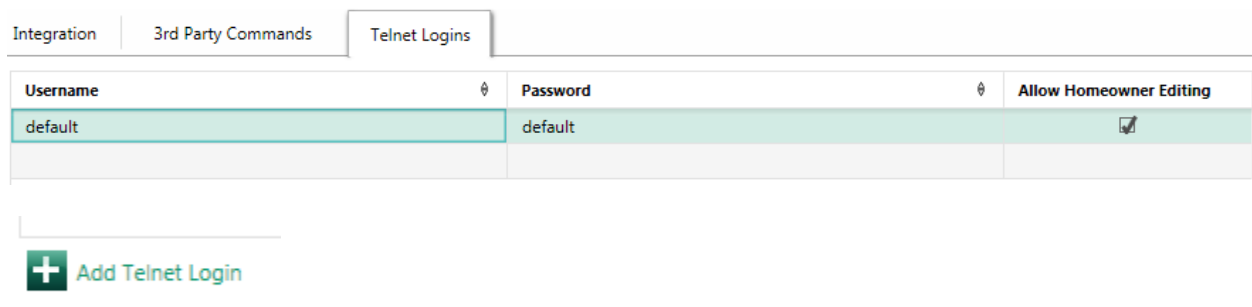 Integration 3rd Party Commands Telnet Logins
Username Password Allow Homeowner Editing
default default
Add Telnet Login